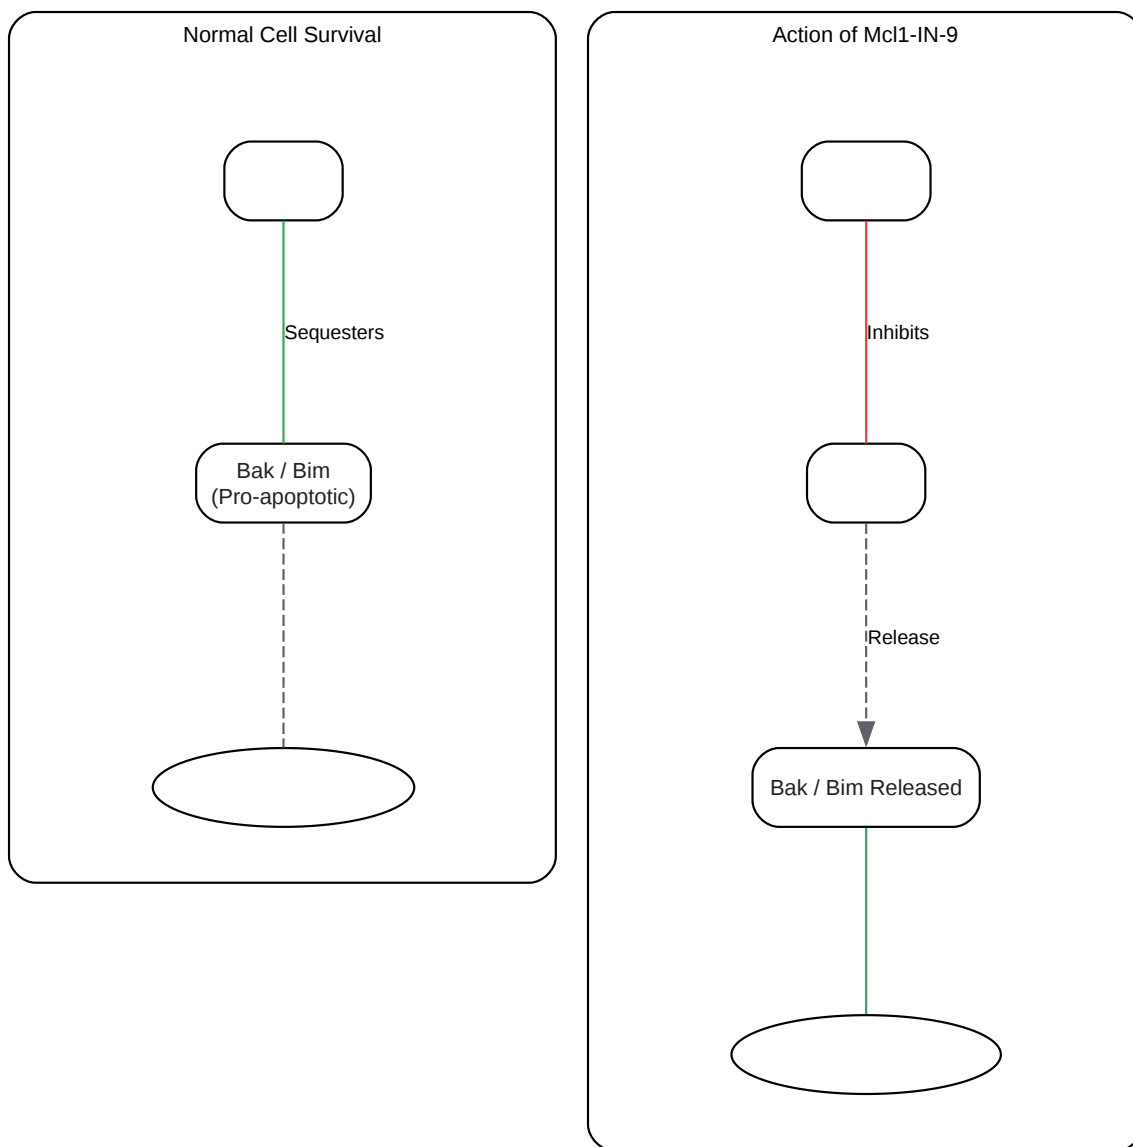 Normal Cell Survival
Sequesters
Bak / Bim
(Pro-apoptotic)
Action of Mcl1-IN-9
Inhibits
Release
Bak / Bim Released